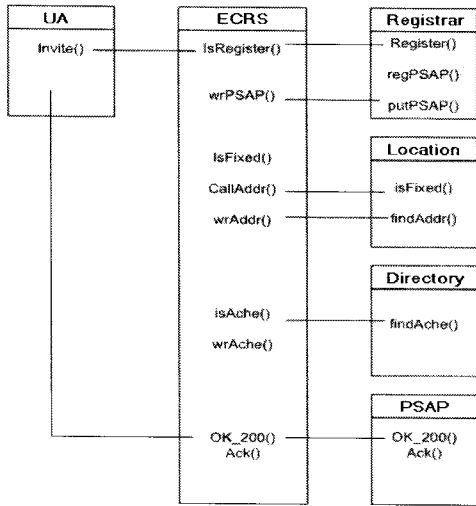 UA
Invite()
ECRS
IsRegister()
wrPSAP()
IsFixed()
CallAddr()
wrAddr()
isAche()
wrAche()
OK_200()
Ack()
Registrar
Register()
regPSAP()
putPSAP()
Location
isFixed()
findAddr()
Directory
findAche()
PSAP
OK_200()
Ack()